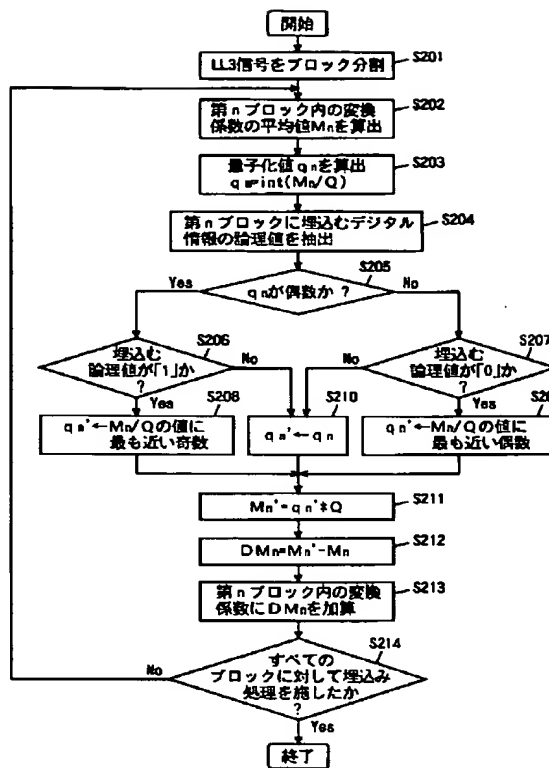 開始
LL3信号をブロック分割
S201
第nブロック内の変換
係数の平均値Mnを算出
S202
量子化値qnを算出
qn=int(Mn/Q)
S203
第nブロックに埋込むデジタル
情報の論理値を抽出
S204
qnが偶数か ?
S205
Yes
No
埋込む
論理値が「1」か
?
S206
No
Yes
埋込む
論理値が「0」か
?
S207
No
Yes
qn'←Mn/Qの値に
最も近い奇数
S208
qn'←qn
S210
qn'←Mn/Qの値に
最も近い偶数
Mn'=qn'*Q
S211
DMn=Mn'-Mn
S212
第nブロック内の変換
係数にDMnを加算
S213
すべての
ブロックに対して埋込み
処理を施したか
?
S214
No
Yes
終了